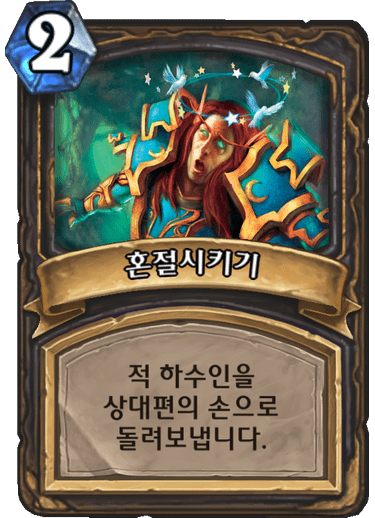 2
혼절시키기
적 하수인을
상대편의 손으로
돌려보냅니다.